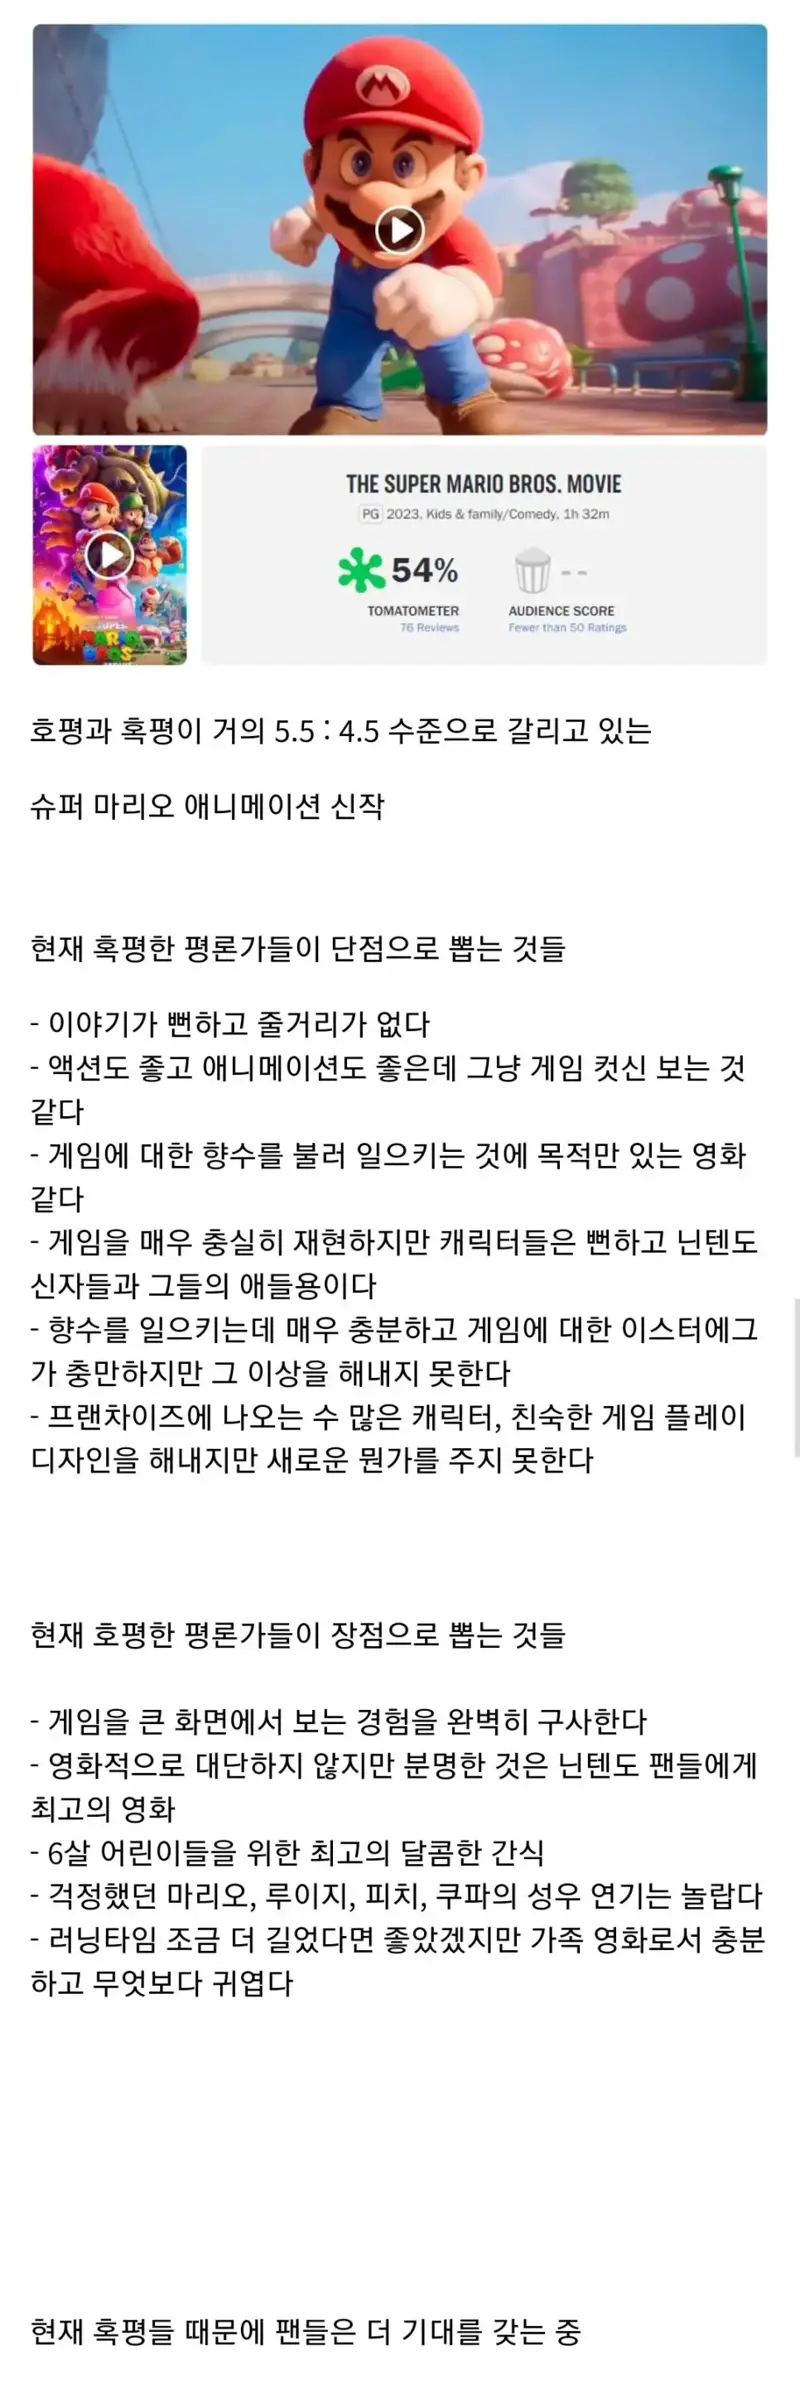 M
SUPER
MARIO
BROS
THE SUPER MARIO BROS. MOVIE
PG 2023, Kids & family/Comedy, 1h 32m
54%
- -
TOMATOMETER
AUDIENCE SCORE
76 Reviews
Fewer than 50 Ratings
호평과 혹평이 거의 5.5 : 4.5 수준으로 갈리고 있는
슈퍼 마리오 애니메이션 신작
현재 혹평한 평론가들이 단점으로 뽑는 것들
- 이야기가 뻔하고 줄거리가 없다
- 액션도 좋고 애니메이션도 좋은데 그냥 게임 컷신 보는 것
같다
- 게임에 대한 향수를 불러 일으키는 것에 목적만 있는 영화
같다
- 게임을 매우 충실히 재현하지만 캐릭터들은 뻔하고 닌텐도
신자들과 그들의 애들용이다
- 향수를 일으키는데 매우 충분하고 게임에 대한 이스터에그
가 충만하지만 그 이상을 해내지 못한다
- 프랜차이즈에 나오는 수 많은 캐릭터, 친숙한 게임 플레이
디자인을 해내지만 새로운 뭔가를 주지 못한다
현재 호평한 평론가들이 장점으로 뽑는 것들
- 게임을 큰 화면에서 보는 경험을 완벽히 구사한다
- 영화적으로 대단하지 않지만 분명한 것은 닌텐도 팬들에게
최고의 영화
- 6살 어린이들을 위한 최고의 달콤한 간식
- 걱정했던 마리오, 루이지, 피치, 쿠파의 성우 연기는 놀랍다
- 러닝타임 조금 더 길었다면 좋았겠지만 가족 영화로서 충분
하고 무엇보다 귀엽다
현재 혹평들 때문에 팬들은 더 기대를 갖는 중